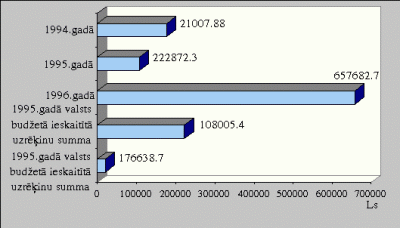 1994.gadā
21007.88
1995.gadā
222872.3
1996.gadā
657682.7
1995.gadā valsts
budžetā ieskaitītā
uzrēķinu summa
108005.4
1995.gadā valsts
budžetā ieskaitītā
uzrēķinu summa
176638.7
0 100000 200000 300000 400000 500000 600000 700000
Ls